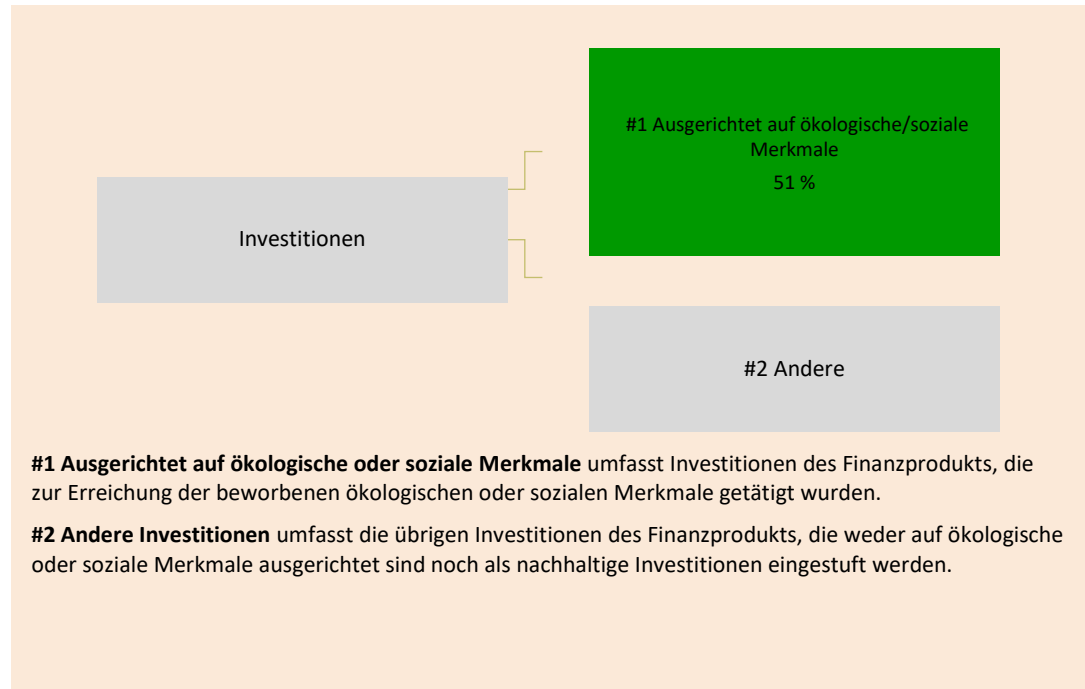 #1 Ausgerichtet auf ökologische/soziale
Merkmale
51 %
Investitionen
#2 Andere
#1 Ausgerichtet auf ökologische oder soziale Merkmale umfasst Investitionen des Finanzprodukts, die
zur Erreichung der beworbenen ökologischen oder sozialen Merkmale getätigt wurden.
#2 Andere Investitionen umfasst die übrigen Investitionen des Finanzprodukts, die weder auf ökologische
oder soziale Merkmale ausgerichtet sind noch als nachhaltige Investitionen eingestuft werden.